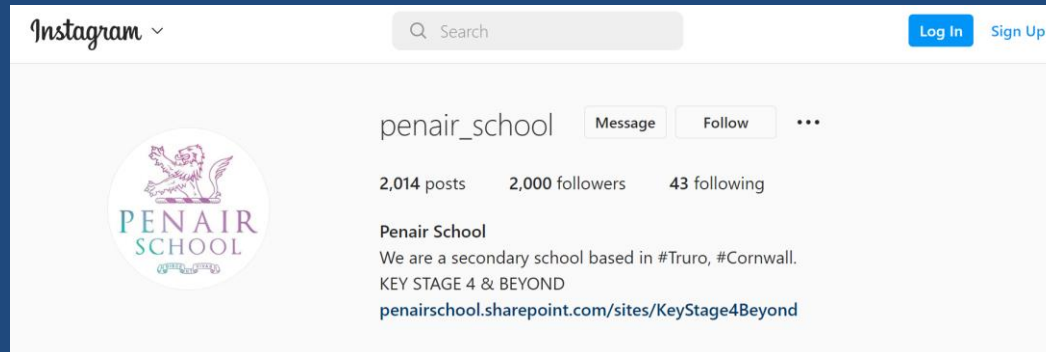 Instagram
Search
Log In
Sign Up
penair_school
Message
Follow
2,014 posts
2,000 followers
43 following
PENAIR
SCHOOL
Penair School
We are a secondary school based in #Truro, #Cornwall.
KEY STAGE 4 & BEYOND
penairschool.sharepoint.com/sites/KeyStage4Beyond